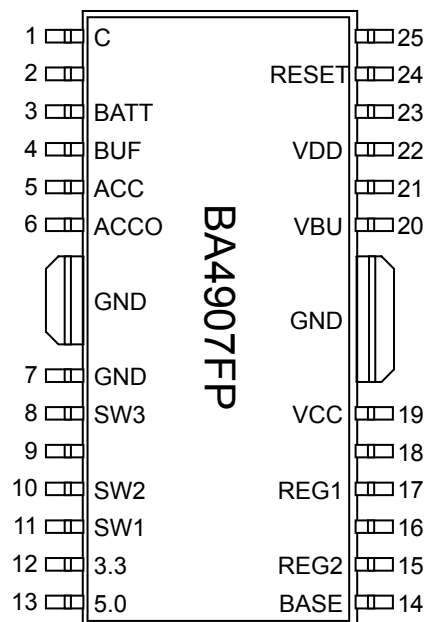 1 C 25
2 RESET 24
3 BATT 23
4 BUF VDD 22
5 ACC 21
6 ACCO VBU 20
BA4907FP
GND GND
7 GND
8 SW3 VCC 19
9 18
10 SW2 REG1 17
11 SW1 16
12 3.3 REG2 15
13 5.0 BASE 14